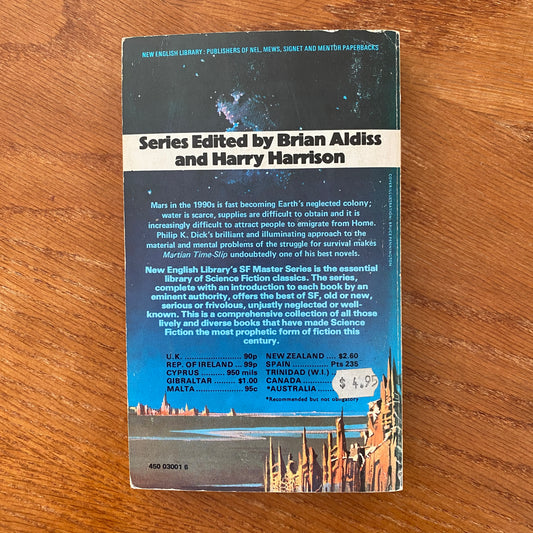 NEW ENGLISH LIBRARY: PUBLISHERS OF NEL, MEWS, SIGNET AND MENTOR PAPERBACKS
Series Edited by Brian Aldiss
and Harry Harrison
Mars in the 1990s is fast becoming Earth's neglected colony;
water is scarce, supplies are difficult to obtain and it is
increasingly difficult to attract people to emigrate from Home.
Philip K. Dick's brilliant and illuminating approach to the
material and mental problems of the struggle for survival makes
Martian Time-Slip undoubtedly one of his best novels.
New English Library's SF Master Series is the essential
library of Science Fiction classics. The series,
complete with an introduction to each book by an
eminent authority, offers the best of SF, old or new,
serious or frivolous, unjustly neglected or well-
known. This is a comprehensive collection of all those
lively and diverse books that have made Science
Fiction the most prophetic form of fiction this
century.
U.K. .................... 90p
REP. OF IRELAND .... 99p
CYPRUS .......... 950 mils
GIBRALTAR ........ $1.00
MALTA .................. 95c
NEW ZEALAND .... $2.60
SPAIN .............. Pts 235
TRINIDAD (W.I.) ..
CANADA
*AUSTRALIA
*Recommended but not obligatory
$ 4.95
450 03001 6
COVER ILLUSTRATION: BRUCE PENNINGTON